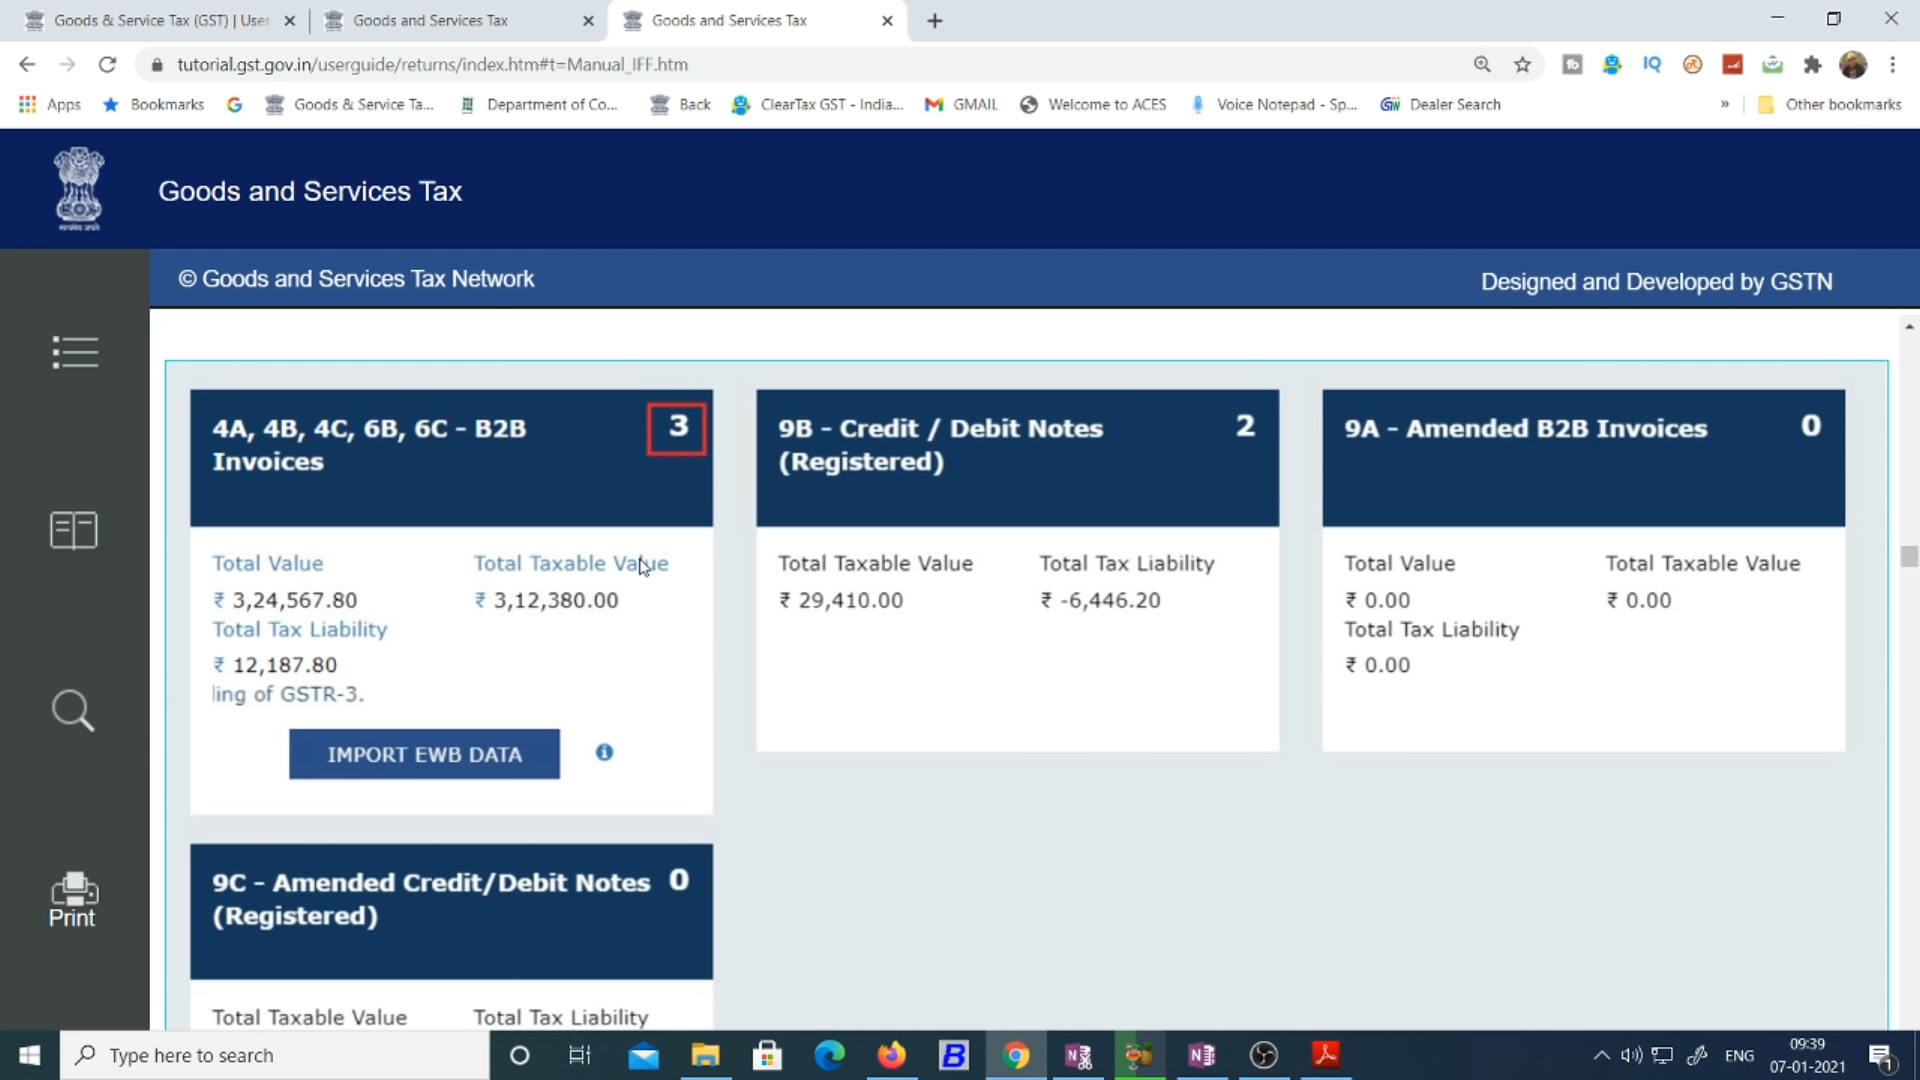 Goods & Service Tax (GST) | User
Goods and Services Tax
Goods and Services Tax
tutorial.gst.gov.in/userguide/returns/index.htm#t=Manual_IFF.htm
Apps
Bookmarks
Goods & Service Ta...
Department of Co...
Back
ClearTax GST - India...
GMAIL
Welcome to ACES
Voice Notepad - Sp...
Dealer Search
»
Other bookmarks
Goods and Services Tax
© Goods and Services Tax Network
Designed and Developed by GSTN
4A, 4B, 4C, 6B, 6C - B2B 3
Invoices
Total Value Total Taxable Value
₹ 3,24,567.80 ₹ 3,12,380.00
Total Tax Liability
₹ 12,187.80
ling of GSTR-3.
IMPORT EWB DATA
9B - Credit / Debit Notes 2
(Registered)
Total Taxable Value Total Tax Liability
₹ 29,410.00 ₹ -6,446.20
9A - Amended B2B Invoices 0
Total Value Total Taxable Value
₹ 0.00 ₹ 0.00
Total Tax Liability
₹ 0.00
9C - Amended Credit/Debit Notes 0
(Registered)
Total Taxable Value Total Tax Liability
Print
Type here to search
ENG
09:39
07-01-2021
1